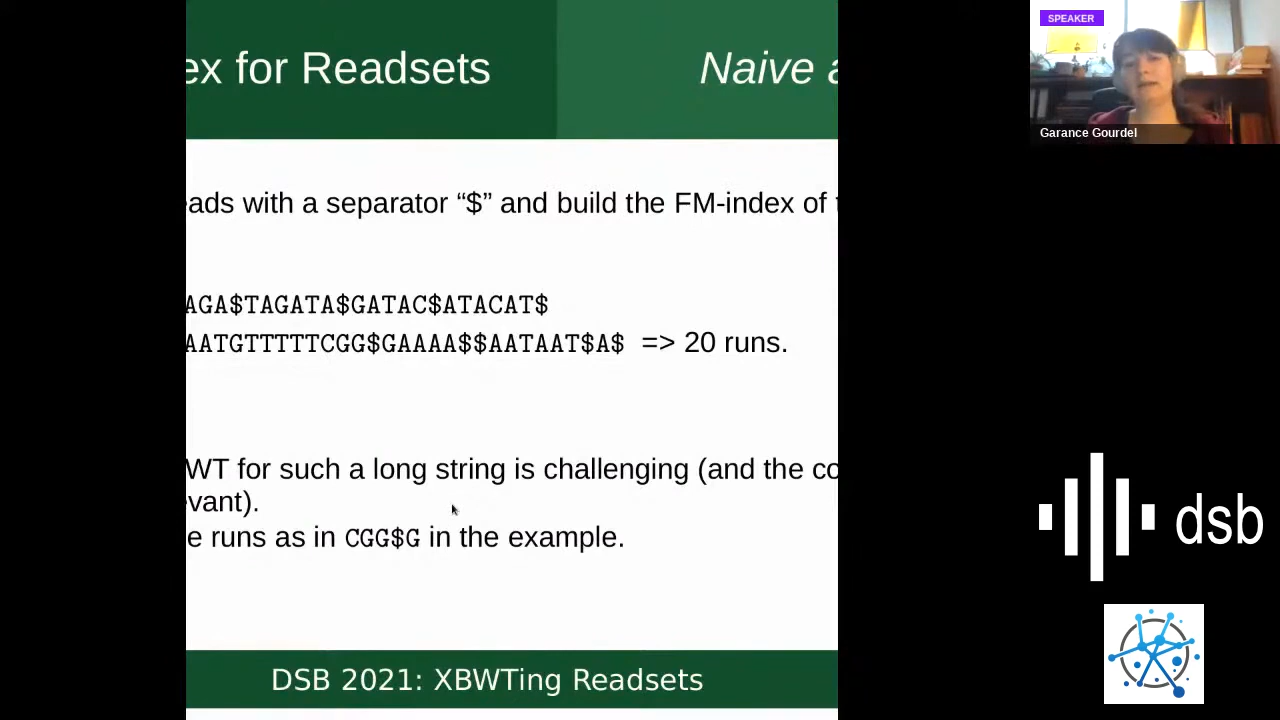 SPEAKER
Garance Gourdel
ex for Readsets
Naive a
eads with a separator “$” and build the FM-index of
AGA$TAGATA$GATAC$ATACAT$
AATGTTTTTCGG$GAAAA$$AATAAT$A$ => 20 runs.
WT for such a long string is challenging (and the co
evant).
e runs as in CGG$G in the example.
dsb
DSB 2021: XBWTing Readsets